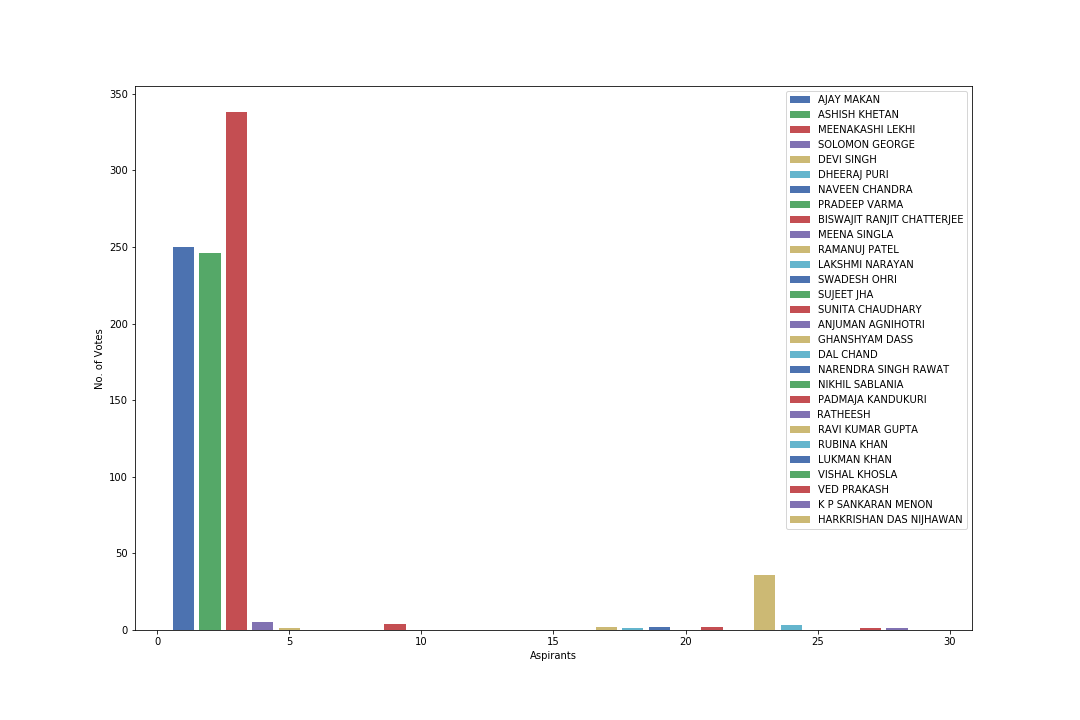 350
300
250
200
150
100
50
0
No. of Votes
0 5 10 15 20 25 30
Aspirants
AJAY MAKAN
ASHISH KHETAN
MEENAKASHI LEKHI
SOLOMON GEORGE
DEVI SINGH
DHEERAJ PURI
NAVEEN CHANDRA
PRADEEP VARMA
BISWAJIT RANJIT CHATTERJEE
MEENA SINGLA
RAMANUJ PATEL
LAKSHMI NARAYAN
SWADESH OHRI
SUJEET JHA
SUNITA CHAUDHARY
ANJUMAN AGNIHOTRI
GHANSHYAM DASS
DAL CHAND
NARENDRA SINGH RAWAT
NIKHIL SABLANIA
PADMAJA KANDUKURI
RATHEESH
RAVI KUMAR GUPTA
RUBINA KHAN
LUKMAN KHAN
VISHAL KHOSLA
VED PRAKASH
K P SANKARAN MENON
HARKRISHAN DAS NIJHAWAN